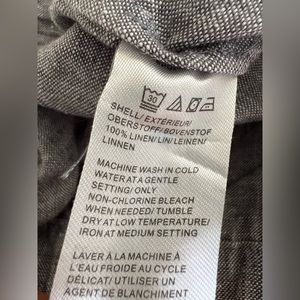 30
SHELL/EXTÉRIEUR/
OBERSTOFF/BOVENSTOF
100% LINEN/LIN/LEINEN/
LINNEN
MACHINE WASH IN COLD
WATER AT A GENTLE
SETTING/ONLY
NON-CHLORINE BLEACH
WHEN NEEDED/TUMBLE
DRY AT LOW TEMPERATURE/
IRON AT MEDIUM SETTING
LAVER À LA MACHINE À
L'EAU FROIDE AU CYCLE
DÉLICAT/UTILISER UN
AGENT DE BLANCHIMENT